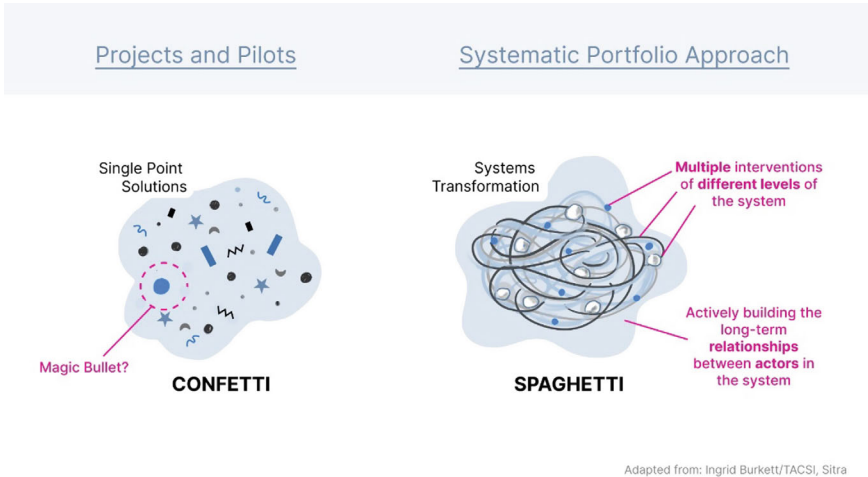 Projects and Pilots
Systematic Portfolio Approach
Single Point
Solutions
Magic Bullet?
CONFETTI
Systems
Transformation
Multiple interventions
of different levels of
the system
Actively building the
long-term
relationships
between actors in
the system
SPAGHETTI
Adapted from: Ingrid Burkett/TACSI, Sitra